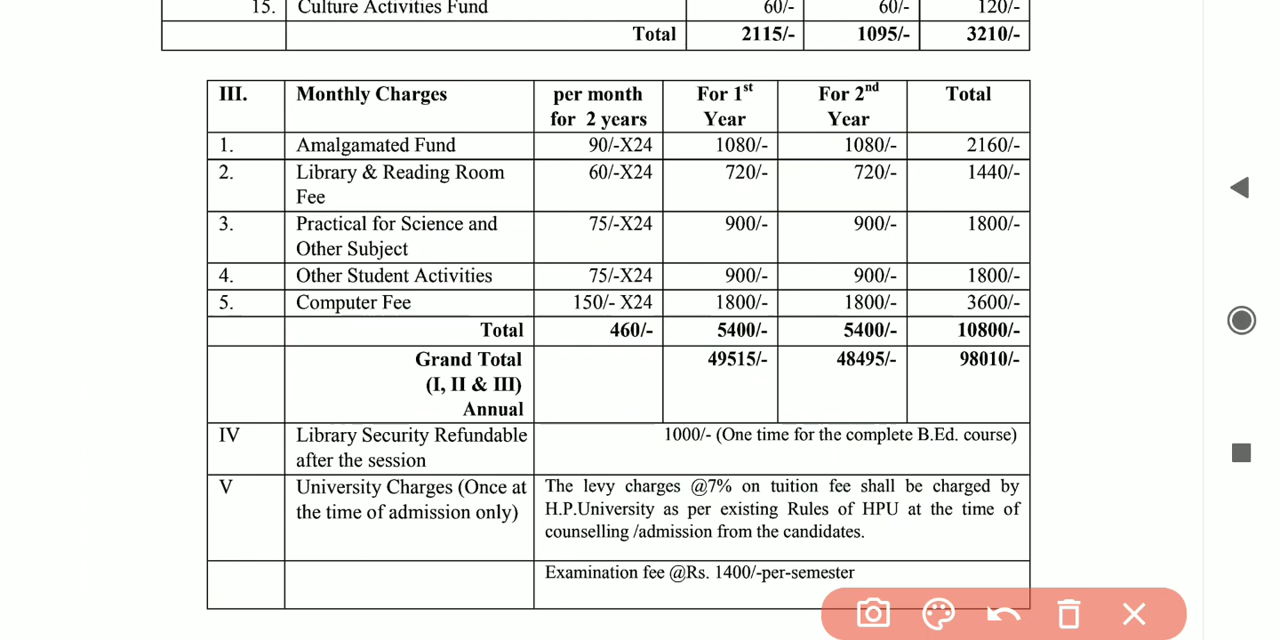 15. Culture Activities Fund 60/- 60/- 120/-
Total 2115/- 1095/- 3210/-
III. Monthly Charges per month for 2 years For 1st Year For 2nd Year Total
1. Amalgamated Fund 90/-X24 1080/- 1080/- 2160/-
2. Library & Reading Room 60/-X24 720/- 720/- 1440/-
Fee
3. Practical for Science and 75/-X24 900/- 900/- 1800/-
Other Subject
4. Other Student Activities 75/-X24 900/- 900/- 1800/-
5. Computer Fee 150/- X24 1800/- 1800/- 3600/-
Total 460/- 5400/- 5400/- 10800/-
Grand Total 49515/- 48495/- 98010/-
(I, II & III)
Annual
IV Library Security Refundable 1000/- (One time for the complete B.Ed. course)
after the session
V University Charges (Once at
the time of admission only)
The levy charges @7% on tuition fee shall be charged by
H.P.University as per existing Rules of HPU at the time of
counselling /admission from the candidates.
Examination fee @Rs. 1400/-per-semester